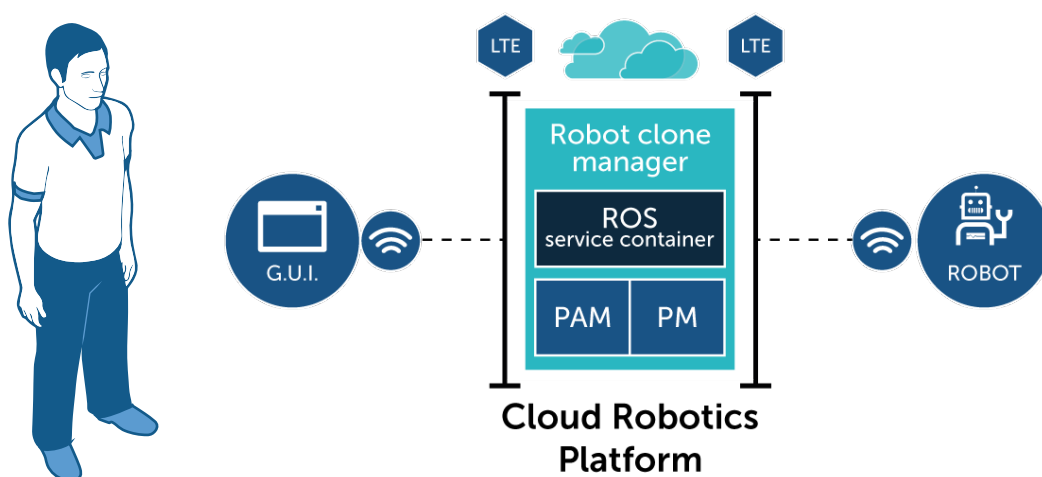 LTE
LTE
Robot clone
manager
ROS
service container
G.U.I.
ROBOT
PAM
PM
Cloud Robotics
Platform